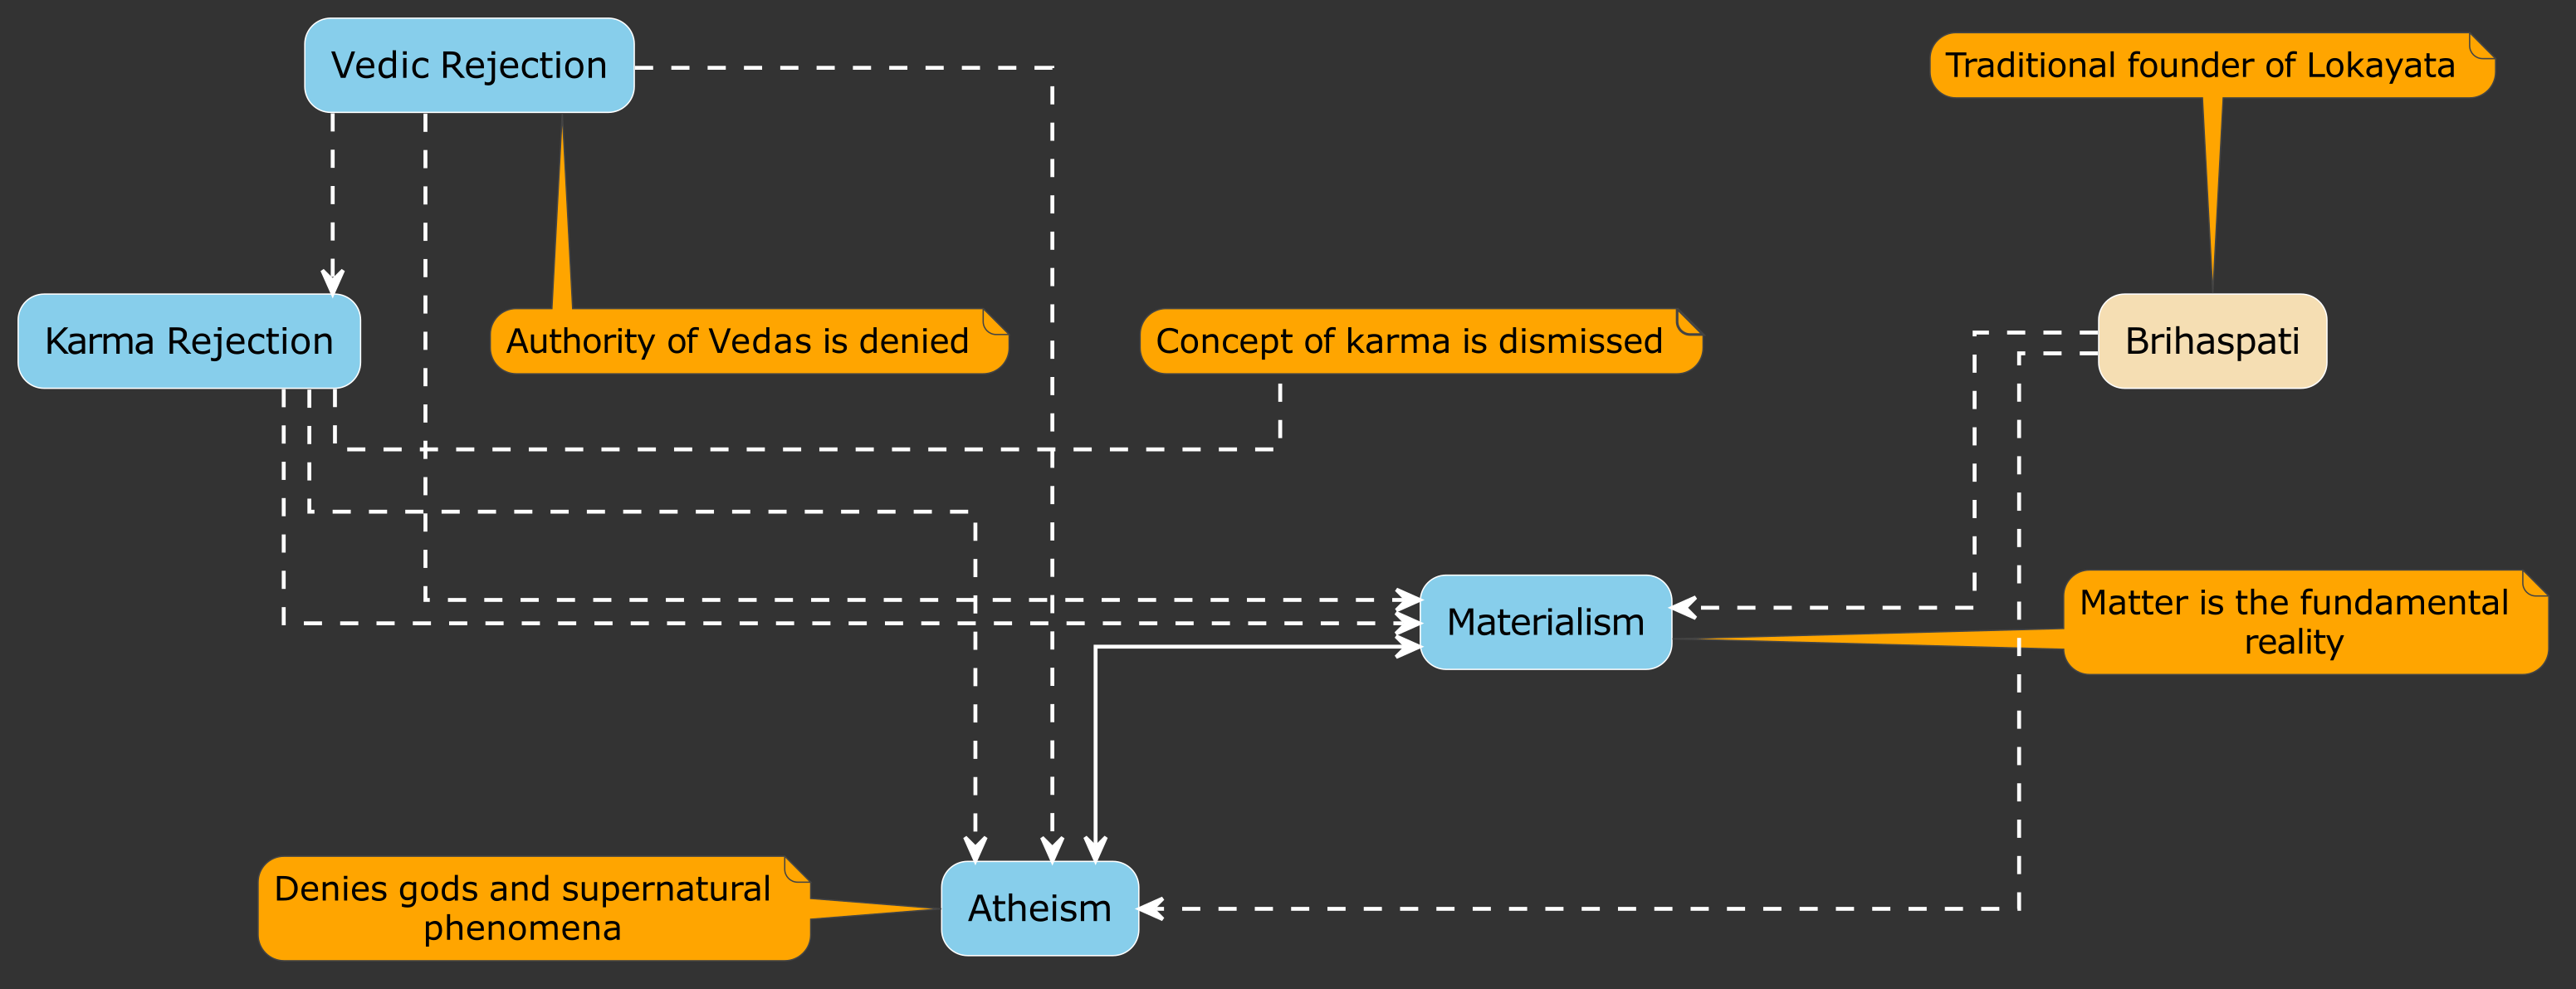 Vedic Rejection
Traditional founder of Lokayata
Karma Rejection
Authority of Vedas is denied
Concept of karma is dismissed
Brihaspati
Materialism
Matter is the fundamental
reality
Denies gods and supernatural
phenomena
Atheism